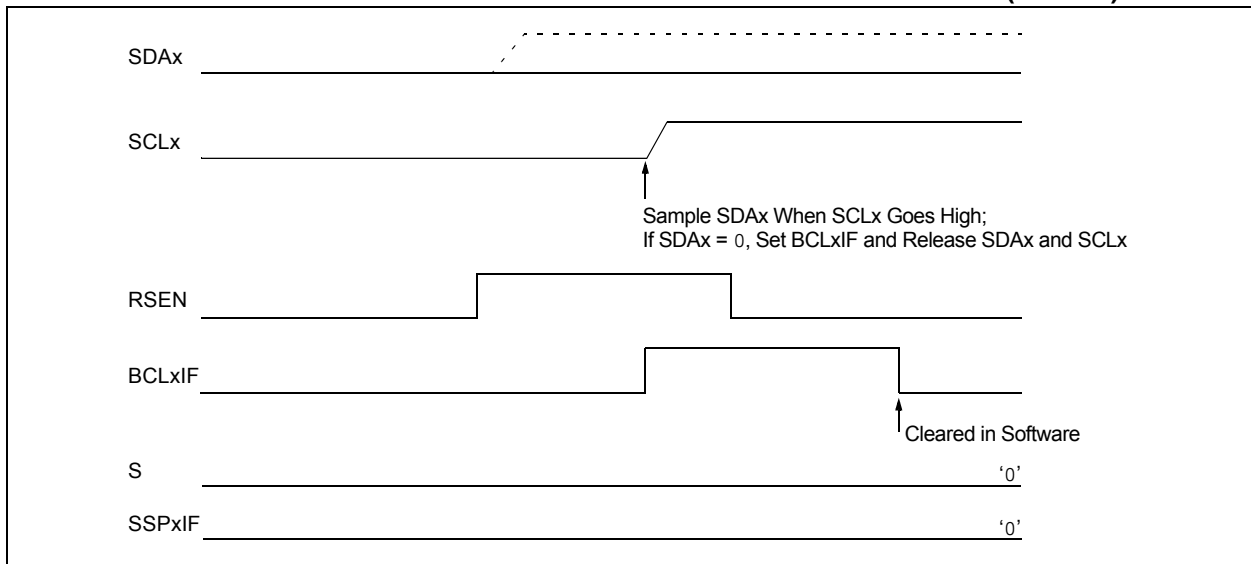 SDAx
SCLx
Sample SDAx When SCLx Goes High;
If SDAx = 0, Set BCLxIF and Release SDAx and SCLx
RSEN
BCLxIF
Cleared in Software
S
‘0’
SSPxIF
‘0’